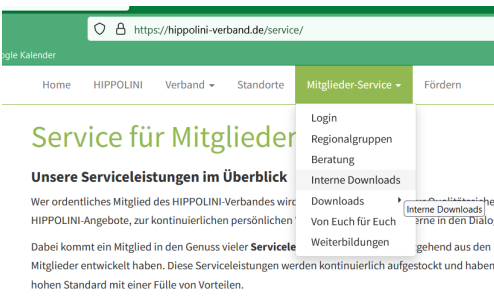 https://hippolini-verband.de/service/
gle Kalender
Home HIPPOLINI Verband Standorte Mitglieder-Service Fördern
Login
Regionalgruppen
Beratung
Interne Downloads
Downloads
Von Euch für Euch
Weiterbildungen
Interne Downloads
Service für Mitglieder
Unsere Serviceleistungen im Überblick
Wer ordentliches Mitglied des HIPPOLINI-Verbandes wird
HIPPOLINI-Angebote, zur kontinuierlichen persönlichen erne in den Dialo
Dabei kommt ein Mitglied in den Genuss vieler Servicele gehend aus den
Mitglieder entwickelt haben. Diese Serviceleistungen werden kontinuierlich aufgestockt und haben
hohen Standard mit einer Fülle von Vorteilen.